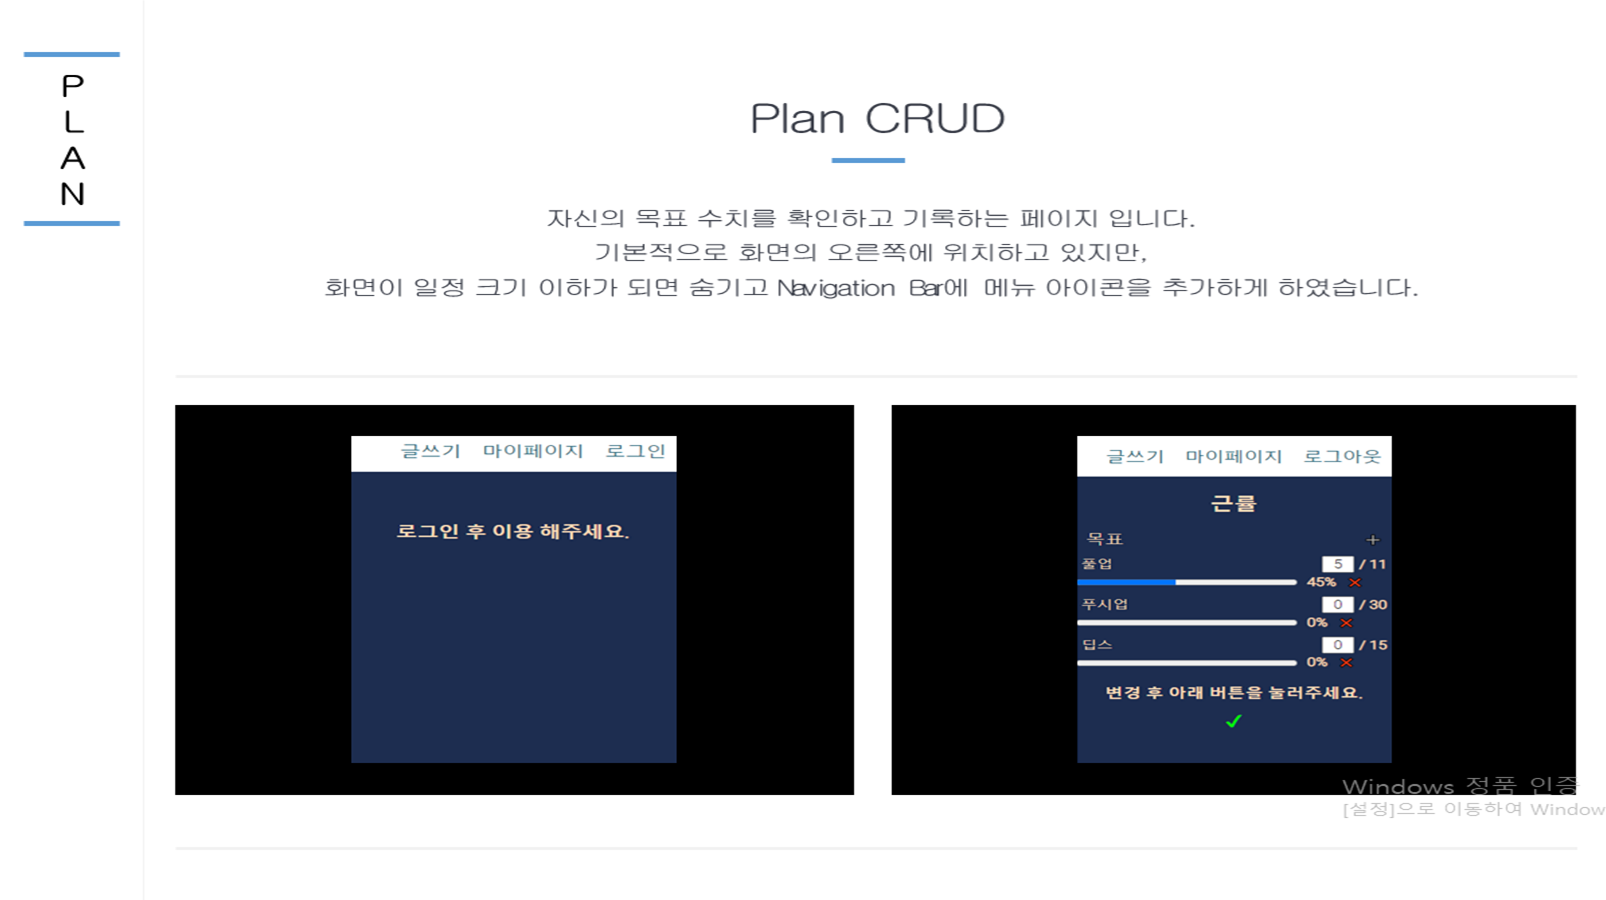 P
L
A
N
Plan CRUD
자신의 목표 수치를 확인하고 기록하는 페이지 입니다.
기본적으로 화면의 오른쪽에 위치하고 있지만,
화면이 일정 크기 이하가 되면 숨기고 Navigation Bar에 메뉴 아이콘을 추가하게 하였습니다.
글쓰기 마이페이지 로그인
로그인 후 이용 해주세요.
글쓰기 마이페이지 로그아웃
근률
목표 +
풀업 5 / 11
45% ×
푸시업 0 / 30
0% ×
딥스 0 / 15
0% ×
변경 후 아래 버튼을 눌러주세요.
✓
Windows 정품 인증
[설정]으로 이동하여 Window